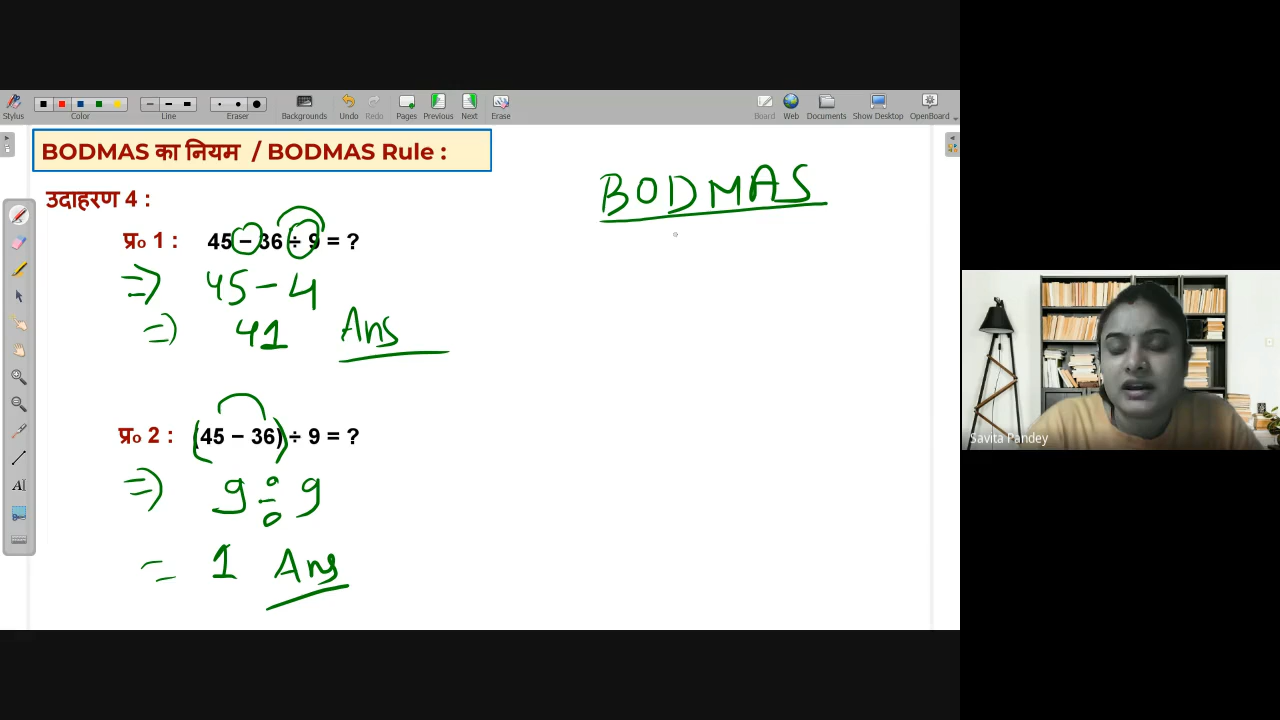 Stylus Color Line Eraser Backgrounds Undo Redo Pages Previous Next Erase Board Web Documents Show Desktop OpenBoard
BODMAS का नियम / BODMAS Rule :
BODMAS
उदाहरण 4 :
प्र० 1 : 45 − 36 ÷ 9 = ?
=> 45 − 4
=> 41 Ans
प्र० 2 : (45 − 36) ÷ 9 = ?
=> 9 ÷ 9
= 1 Ans
Savita Pandey